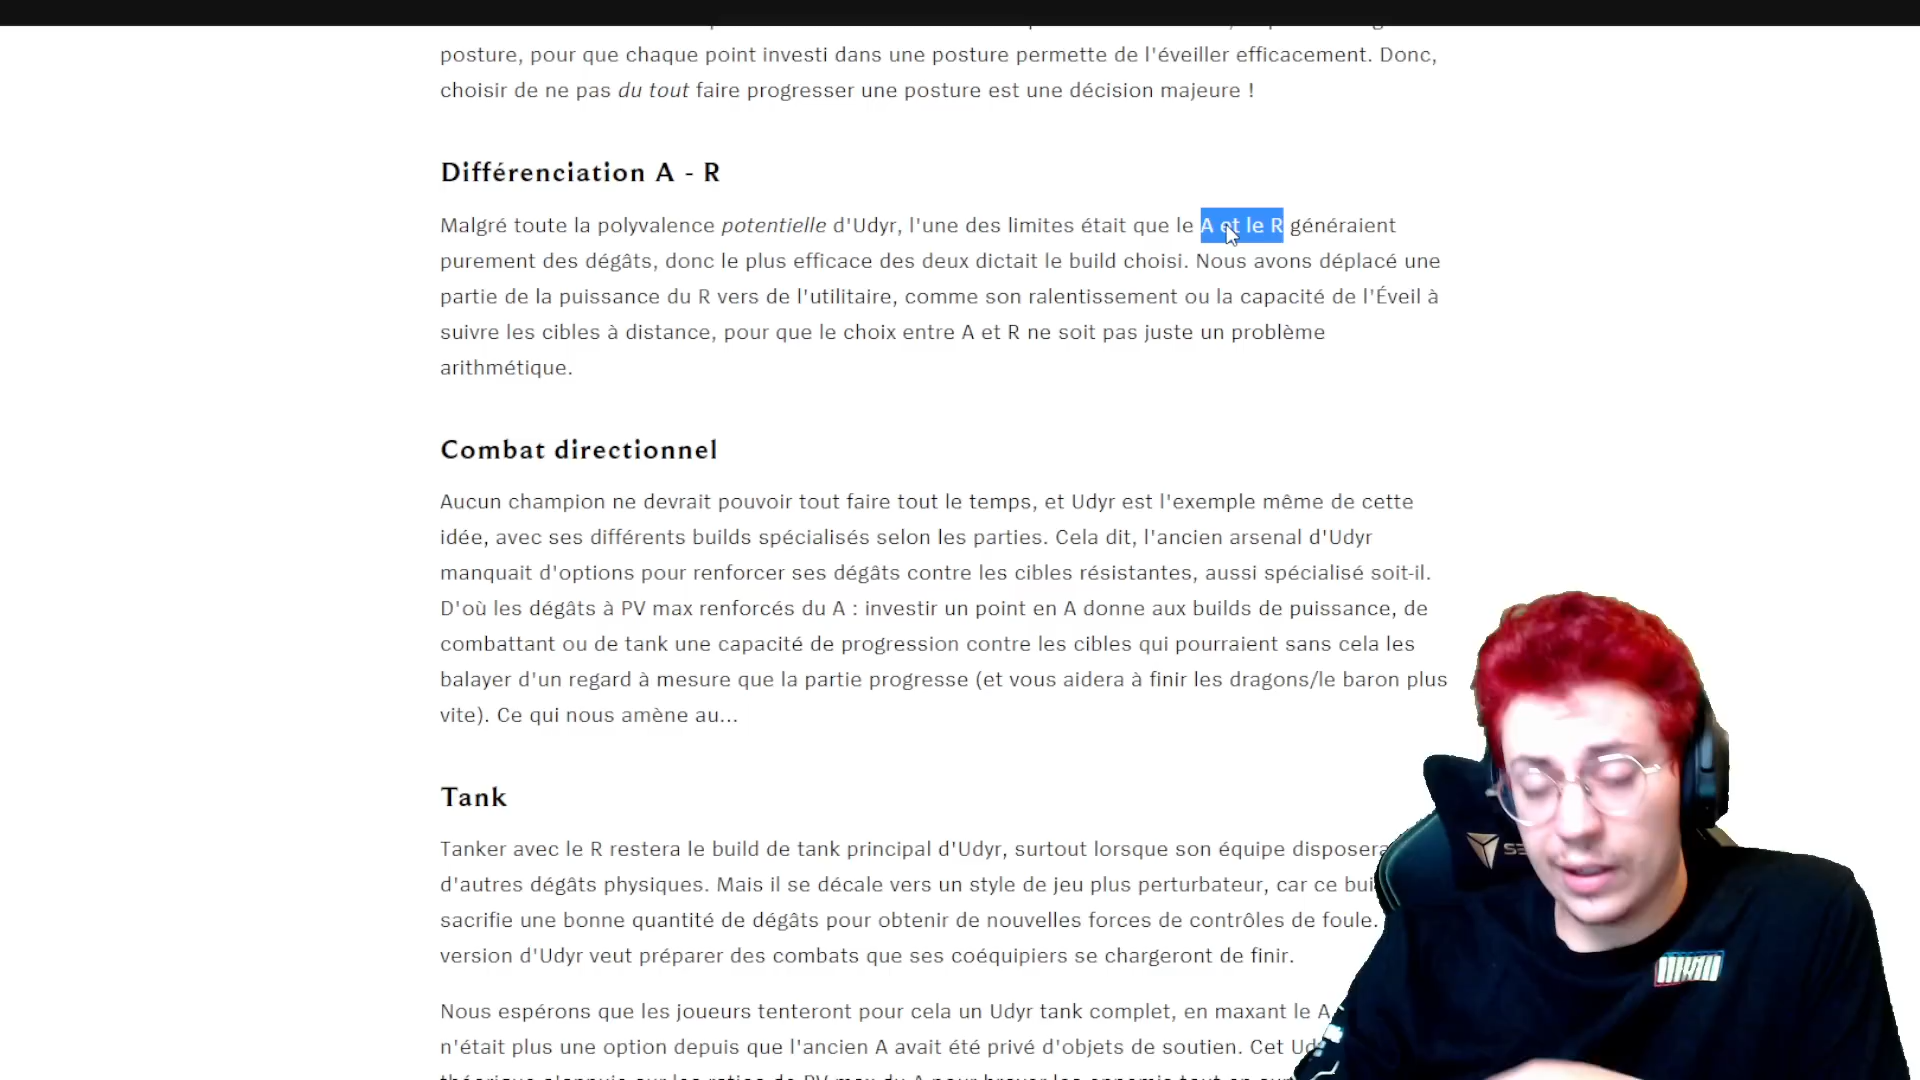 posture, pour que chaque point investi dans une posture permette de l'éveiller efficacement. Donc,
choisir de ne pas du tout faire progresser une posture est une décision majeure !
Différenciation A - R
Malgré toute la polyvalence potentielle d'Udyr, l'une des limites était que le A et le R généraient
purement des dégâts, donc le plus efficace des deux dictait le build choisi. Nous avons déplacé une
partie de la puissance du R vers de l'utilitaire, comme son ralentissement ou la capacité de l'Éveil à
suivre les cibles à distance, pour que le choix entre A et R ne soit pas juste un problème
arithmétique.
Combat directionnel
Aucun champion ne devrait pouvoir tout faire tout le temps, et Udyr est l'exemple même de cette
idée, avec ses différents builds spécialisés selon les parties. Cela dit, l'ancien arsenal d'Udyr
manquait d'options pour renforcer ses dégâts contre les cibles résistantes, aussi spécialisé soit-il.
D'où les dégâts à PV max renforcés du A : investir un point en A donne aux builds de puissance, de
combattant ou de tank une capacité de progression contre les cibles qui pourraient sans cela les
balayer d'un regard à mesure que la partie progresse (et vous aidera à finir les dragons/le baron plus
vite). Ce qui nous amène au...
Tank
Tanker avec le R restera le build de tank principal d'Udyr, surtout lorsque son équipe disposera
d'autres dégâts physiques. Mais il se décale vers un style de jeu plus perturbateur, car ce
sacrifie une bonne quantité de dégâts pour obtenir de nouvelles forces de contrôles de foule.
version d'Udyr veut préparer des combats que ses coéquipiers se chargeront de finir.
Nous espérons que les joueurs tenteront pour cela un Udyr tank complet, en maxant le A
n'était plus une option depuis que l'ancien A avait été privé d'objets de soutien. Cet